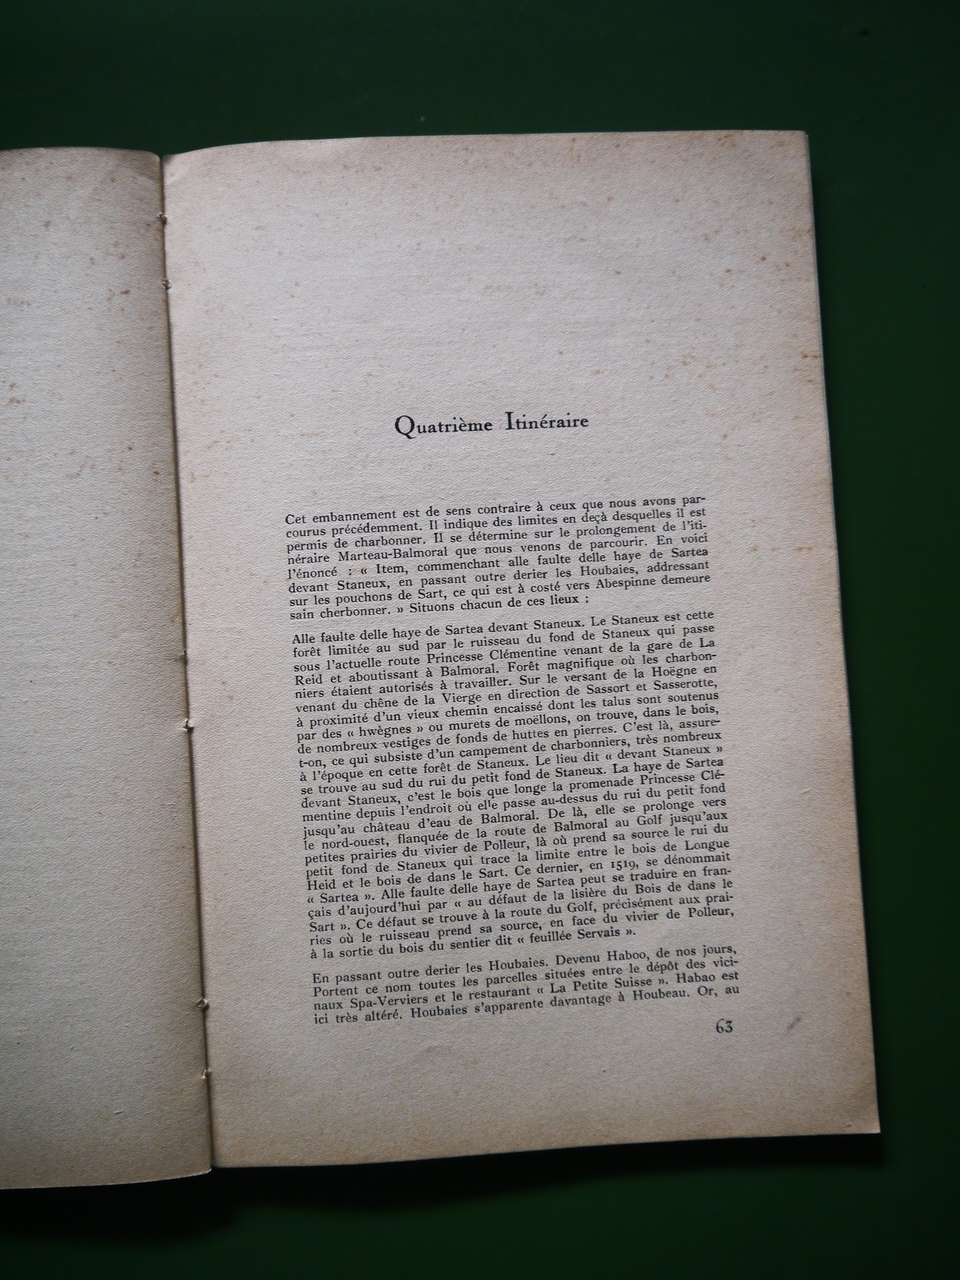 Quatrième Itinéraire
Cet embannement est de sens contraire à ceux que nous avons par-
courus précédemment. Il indique des limites en deçà desquelles il est
permis de charbonner. Il se détermine sur le prolongement de l'iti-
néraire Marteau-Balmoral que nous venons de parcourir. En voici
l'énoncé : « Item, commenchant alle faulte delle haye de Sartea
devant Staneux, en passant outre derier les Houbaies, addressant
sur les pouchons de Sart, ce qui est à costé vers Abespinne demeure
sain cherbonner. » Situons chacun de ces lieux :
Alle faulte delle haye de Sartea devant Staneux. Le Staneux est cette
forêt limitée au sud par le ruisseau du fond de Staneux qui passe
sous l'actuelle route Princesse Clémentine venant de la gare de La
Reid et aboutissant à Balmoral. Forêt magnifique où les charbon-
niers étaient autorisés à travailler. Sur le versant de la Hoëgne en
venant du chêne de la Vierge en direction de Sassort et Sasserotte,
à proximité d'un vieux chemin encaissé dont les talus sont soutenus
par des « hwègnes » ou murets de moëllons, on trouve, dans le bois,
de nombreux vestiges de fonds de huttes en pierres. C'est là, assure-
t-on, ce qui subsiste d'un campement de charbonniers, très nombreux
à l'époque en cette forêt de Staneux. Le lieu dit « devant Staneux »
se trouve au sud du rui du petit fond de Staneux. La haye de Sartea
devant Staneux, c'est le bois que longe la promenade Princesse Clé-
mentine depuis l'endroit où elle passe au-dessus du rui du petit fond
jusqu'au château d'eau de Balmoral. De là, elle se prolonge vers
le nord-ouest, flanquée de la route de Balmoral au Golf jusqu'aux
petites prairies du vivier de Polleur, là où prend sa source le rui du
petit fond de Staneux qui trace la limite entre le bois de Longue
Heid et le bois de dans le Sart. Ce dernier, en 1519, se dénommait
« Sartea ». Alle faulte delle haye de Sartea peut se traduire en fran-
çais d'aujourd'hui par « au défaut de la lisière du Bois de dans le
Sart ». Ce défaut se trouve à la route du Golf, précisément aux prai-
ries où le ruisseau prend sa source, en face du vivier de Polleur,
à la sortie du bois du sentier dit « feuillée Servais ».
En passant outre derier les Houbaies. Devenu Haboo, de nos jours,
Portent ce nom toutes les parcelles situées entre le dépôt des vici-
naux Spa-Verviers et le restaurant « La Petite Suisse ». Habao est
ici très altéré. Houbaies s'apparente davantage à Houbeau. Or, au
63